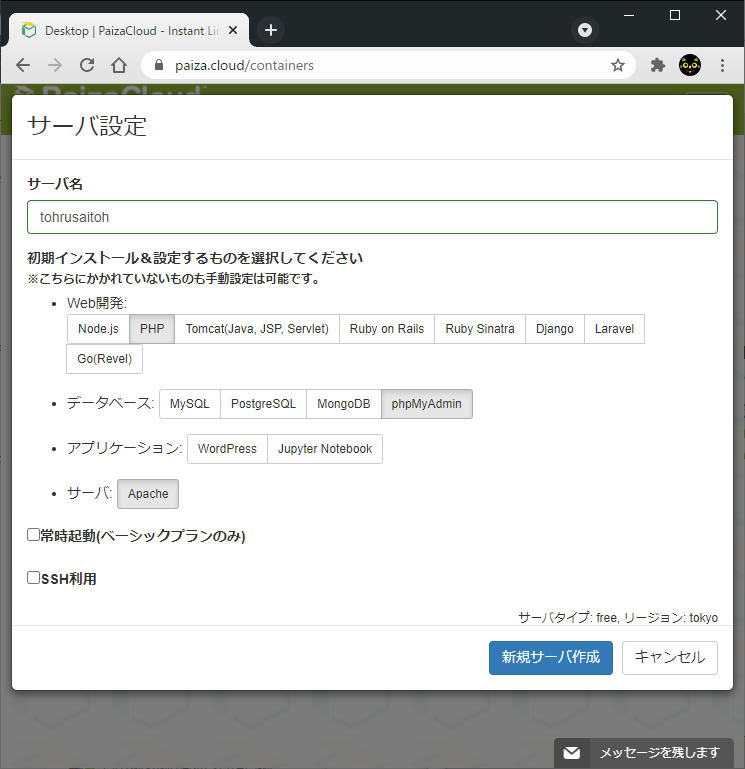 Desktop | PaizaCloud - Instant Li
paiza.cloud/containers
PaizaCloud
サーバ設定
サーバ名
tohrusaitoh
初期インストール＆設定するものを選択してください
※こちらにかかれていないものも手動設定は可能です。
• Web開発:
Node.js PHP Tomcat(Java, JSP, Servlet) Ruby on Rails Ruby Sinatra Django Laravel
Go(Revel)
• データベース: MySQL PostgreSQL MongoDB phpMyAdmin
• アプリケーション: WordPress Jupyter Notebook
• サーバ: Apache
常時起動(ベーシックプランのみ)
SSH利用
サーバタイプ: free, リージョン: tokyo
新規サーバ作成 キャンセル
メッセージを残します